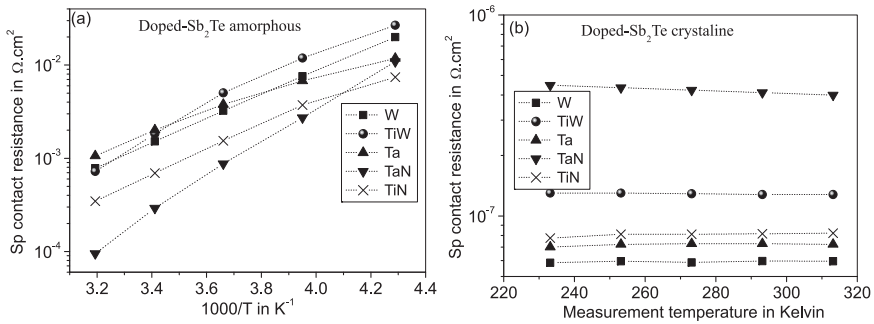 (a)
Doped-Sb₂Te amorphous
Sp contact resistance in Ω.cm²
10⁻²
10⁻³
10⁻⁴
W
TiW
Ta
TaN
TiN
3.2 3.4 3.6 3.8 4.0 4.2 4.4
1000/T in K⁻¹
(b)
Doped-Sb₂Te crystaline
Sp contact resistance in Ω.cm²
10⁻⁶
10⁻⁷
W
TiW
Ta
TaN
TiN
220 240 260 280 300 320
Measurement temperature in Kelvin